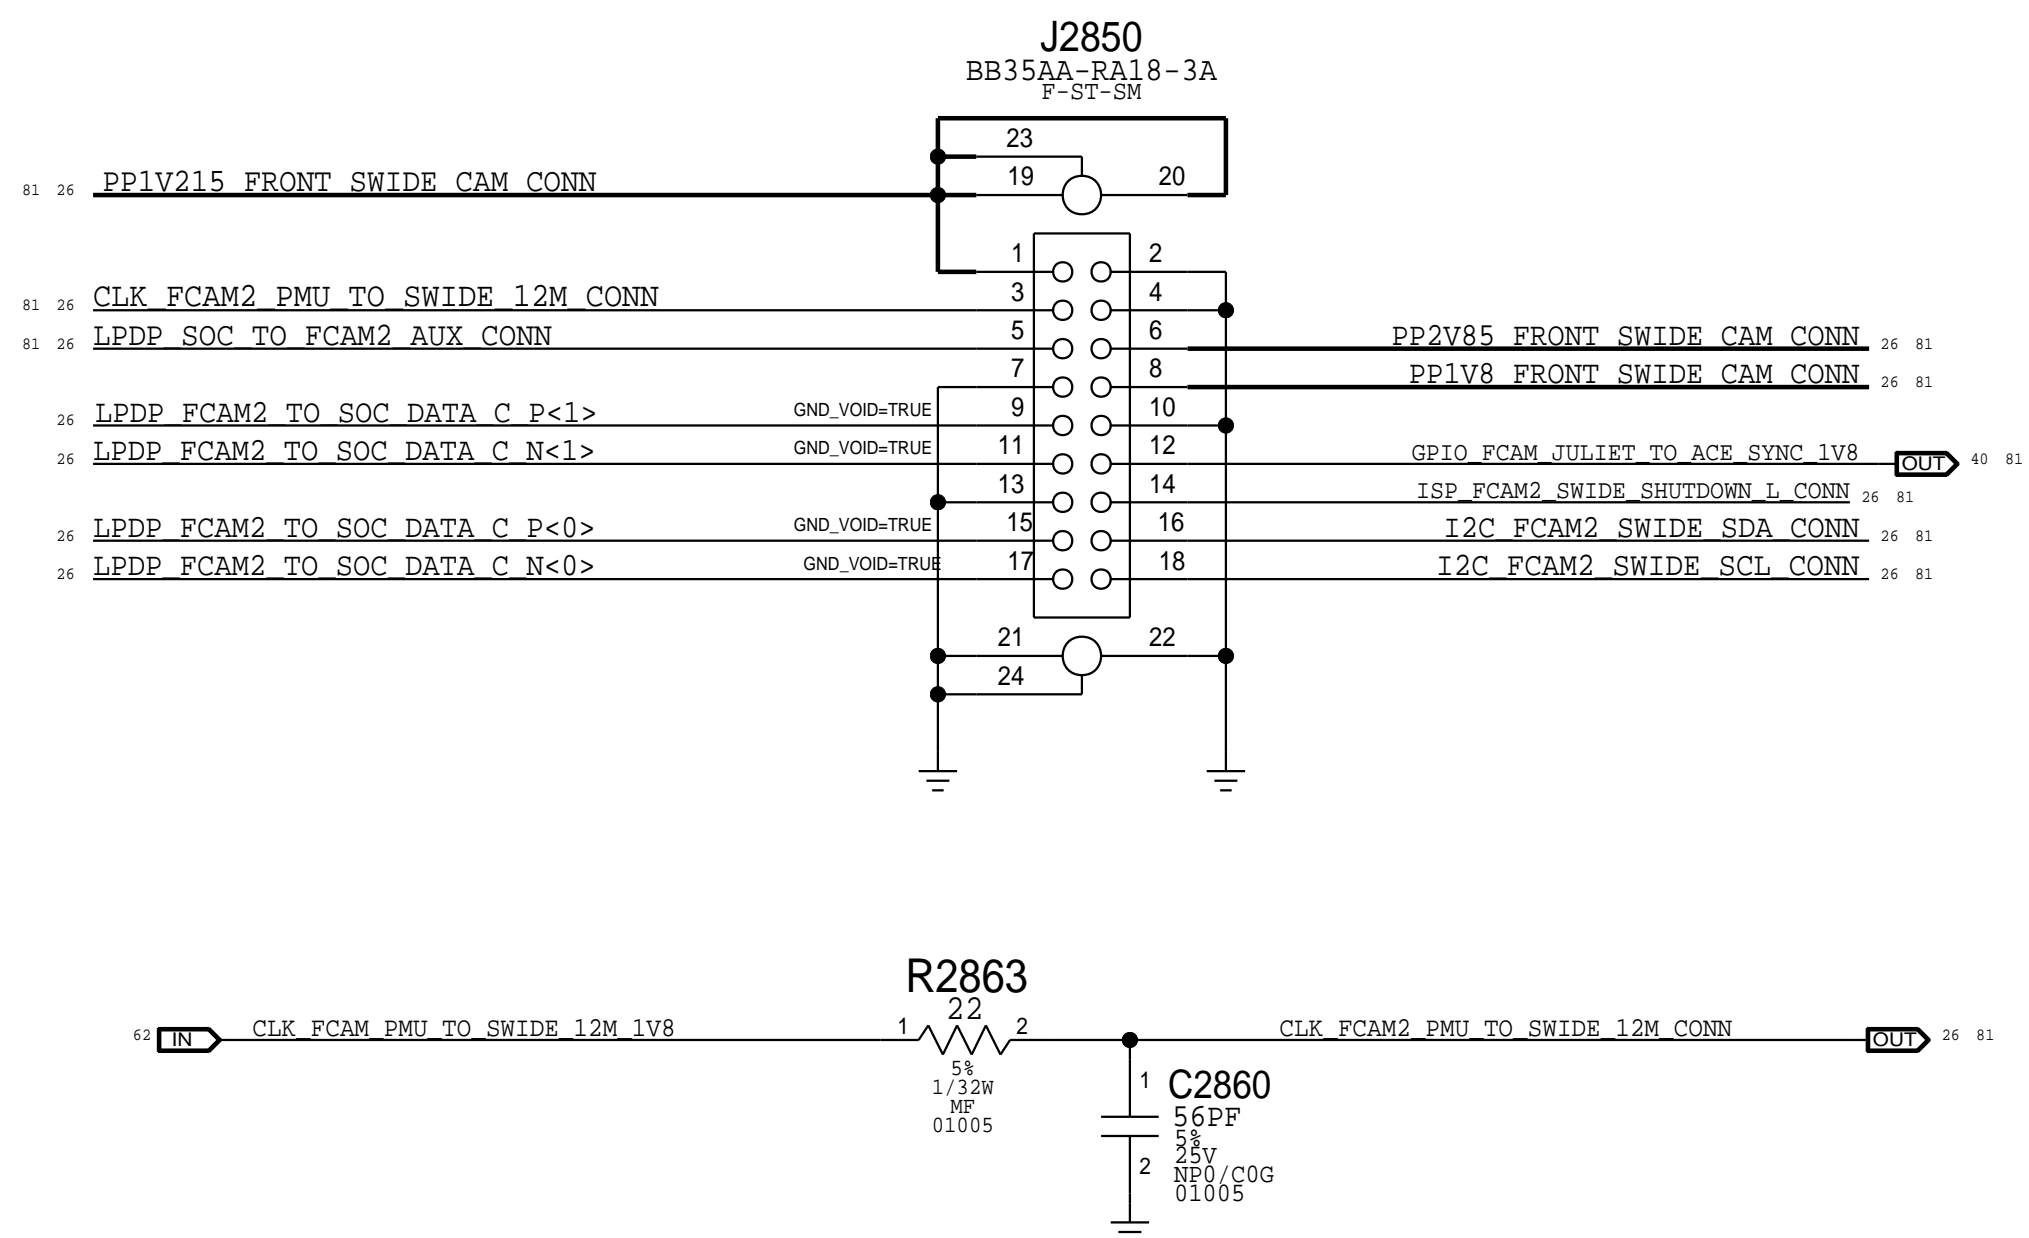 J2850
BB35AA-RA18-3A
F-ST-SM
23
81 26 PP1V215_FRONT_SWIDE_CAM_CONN 19 20
1 2
81 26 CLK_FCAM2_PMU_TO_SWIDE_12M_CONN 3 4
81 26 LPDP_SOC_TO_FCAM2_AUX_CONN 5 6 PP2V85_FRONT_SWIDE_CAM_CONN 26 81
7 8 PP1V8_FRONT_SWIDE_CAM_CONN 26 81
26 LPDP_FCAM2_TO_SOC_DATA_C_P<1> GND_VOID=TRUE 9 10
26 LPDP_FCAM2_TO_SOC_DATA_C_N<1> GND_VOID=TRUE 11 12 GPIO_FCAM_JULIET_TO_ACE_SYNC_1V8 OUT 40 81
13 14 ISP_FCAM2_SWIDE_SHUTDOWN_L_CONN 26 81
26 LPDP_FCAM2_TO_SOC_DATA_C_P<0> GND_VOID=TRUE 15 16 I2C_FCAM2_SWIDE_SDA_CONN 26 81
26 LPDP_FCAM2_TO_SOC_DATA_C_N<0> GND_VOID=TRUE 17 18 I2C_FCAM2_SWIDE_SCL_CONN 26 81
21 22
24
R2863
22
62 IN CLK_FCAM_PMU_TO_SWIDE_12M_1V8 1 2 CLK_FCAM2_PMU_TO_SWIDE_12M_CONN OUT 26 81
5%
1/32W
MF
01005
1 C2860
56PF
5%
25V
2 NP0/C0G
01005